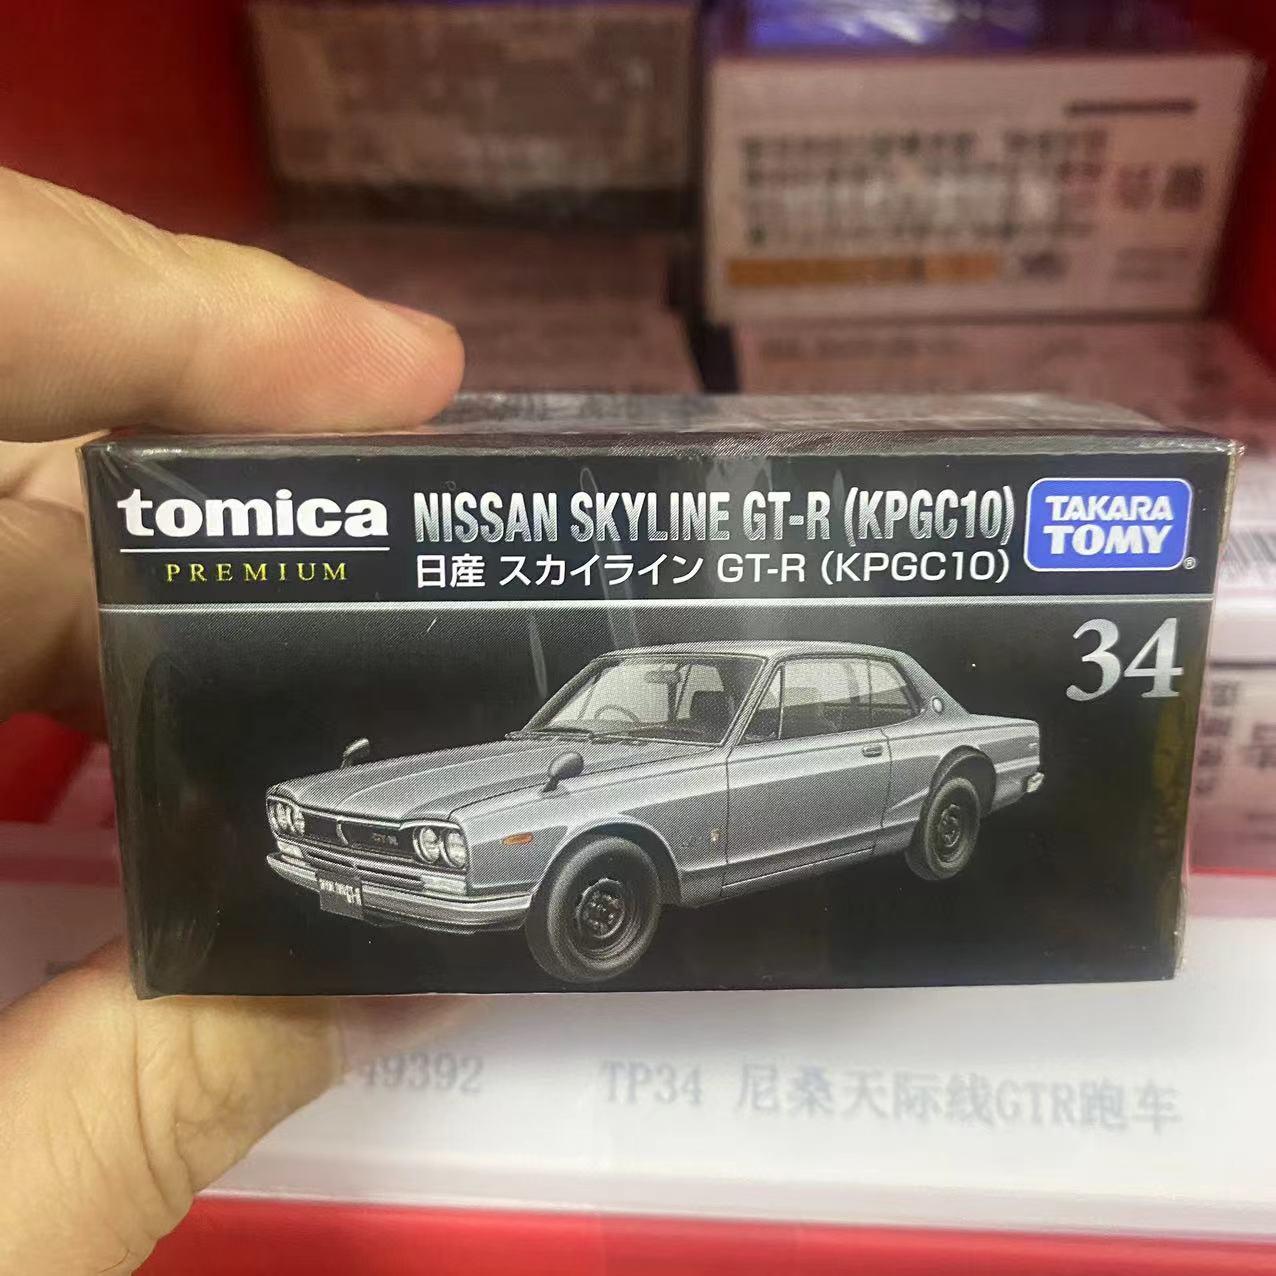 tomica
PREMIUM
NISSAN SKYLINE GT-R (KPGC10)
日産 スカイライン GT-R (KPGC10)
TAKARA
TOMY
®
34
GT-R
49392 TP34 尼桑天际线GTR跑车